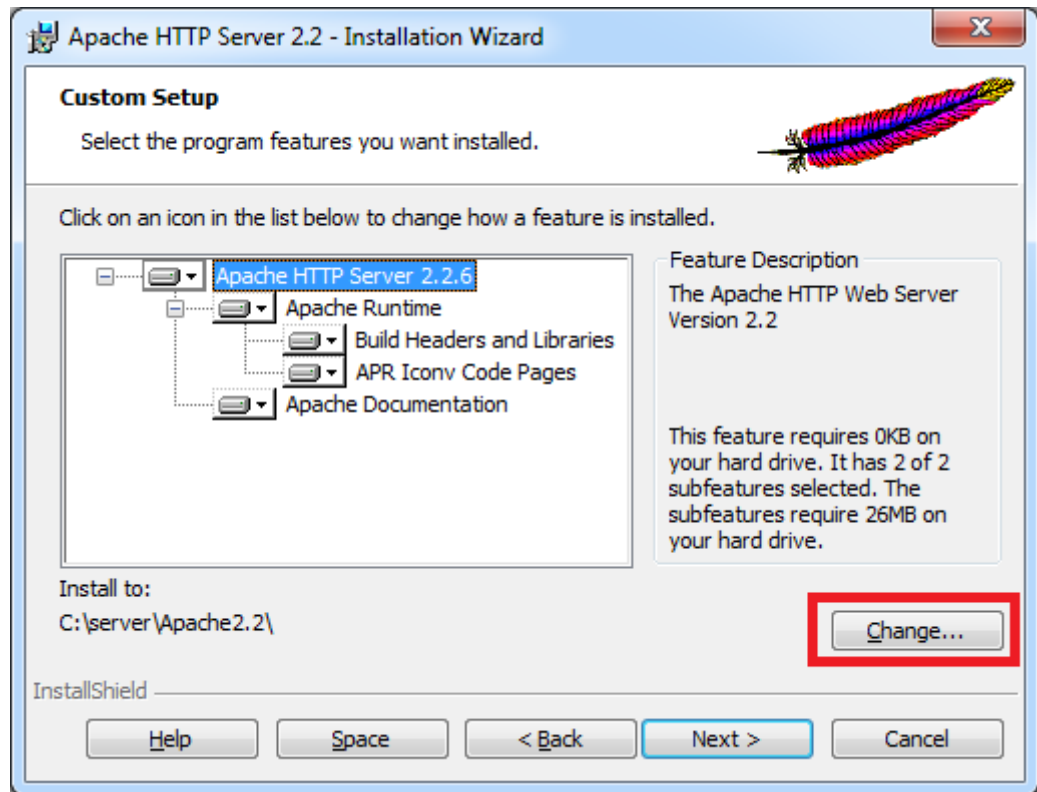 Apache HTTP Server 2.2 - Installation Wizard
Custom Setup
Select the program features you want installed.
Click on an icon in the list below to change how a feature is installed.
Apache HTTP Server 2.2.6
Apache Runtime
Build Headers and Libraries
APR Iconv Code Pages
Apache Documentation
Feature Description
The Apache HTTP Web Server
Version 2.2
This feature requires 0KB on
your hard drive. It has 2 of 2
subfeatures selected. The
subfeatures require 26MB on
your hard drive.
Install to:
C:\server\Apache2.2\
Change...
InstallShield
Help
Space
< Back
Next >
Cancel